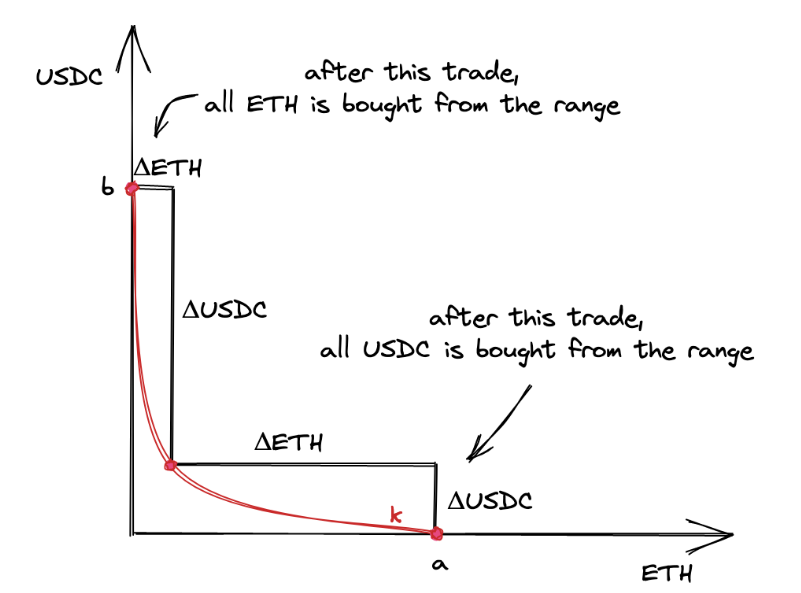 USDC
after this trade,
all ETH is bought from the range
ΔETH
b
ΔUSDC
after this trade,
all USDC is bought from the range
ΔETH
ΔUSDC
k
a
ETH